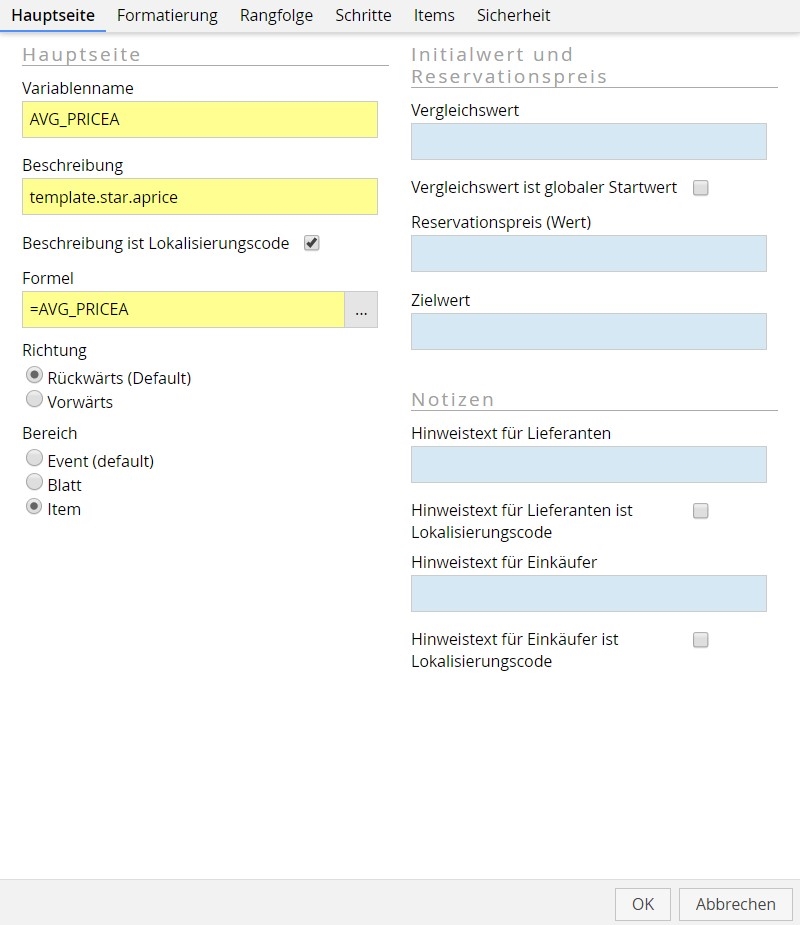 Hauptseite Formatierung Rangfolge Schritte Items Sicherheit
Hauptseite
Variablenname
AVG_PRICEA
Beschreibung
template.star.aprice
Beschreibung ist Lokalisierungscode
Formel
=AVG_PRICEA
...
Richtung
Rückwärts (Default)
Vorwärts
Bereich
Event (default)
Blatt
Item
Initialwert und
Reservationspreis
Vergleichswert
Vergleichswert ist globaler Startwert
Reservationspreis (Wert)
Zielwert
Notizen
Hinweistext für Lieferanten
Hinweistext für Lieferanten ist
Lokalisierungscode
Hinweistext für Einkäufer
Hinweistext für Einkäufer ist
Lokalisierungscode
OK Abbrechen